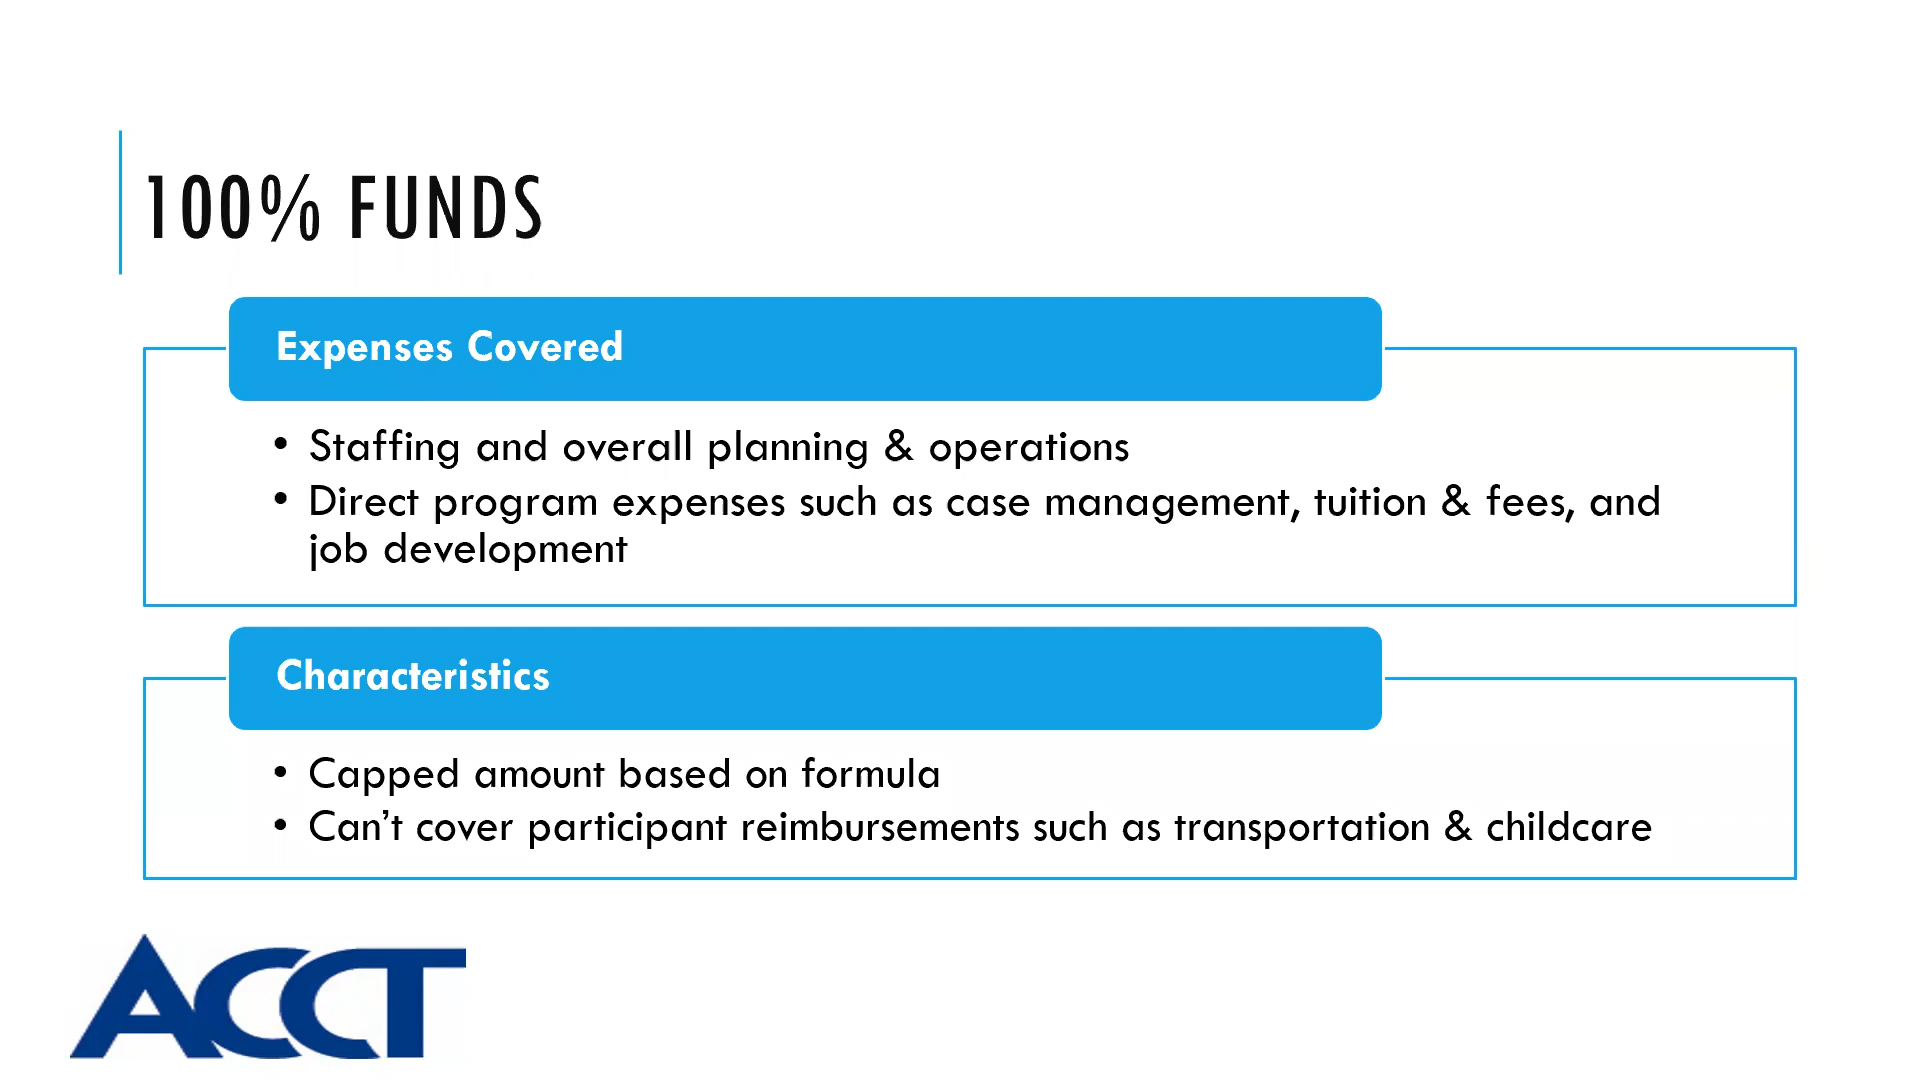 100% FUNDS
Expenses Covered
• Staffing and overall planning & operations
• Direct program expenses such as case management, tuition & fees, and
job development
Characteristics
• Capped amount based on formula
• Can’t cover participant reimbursements such as transportation & childcare
ACCT